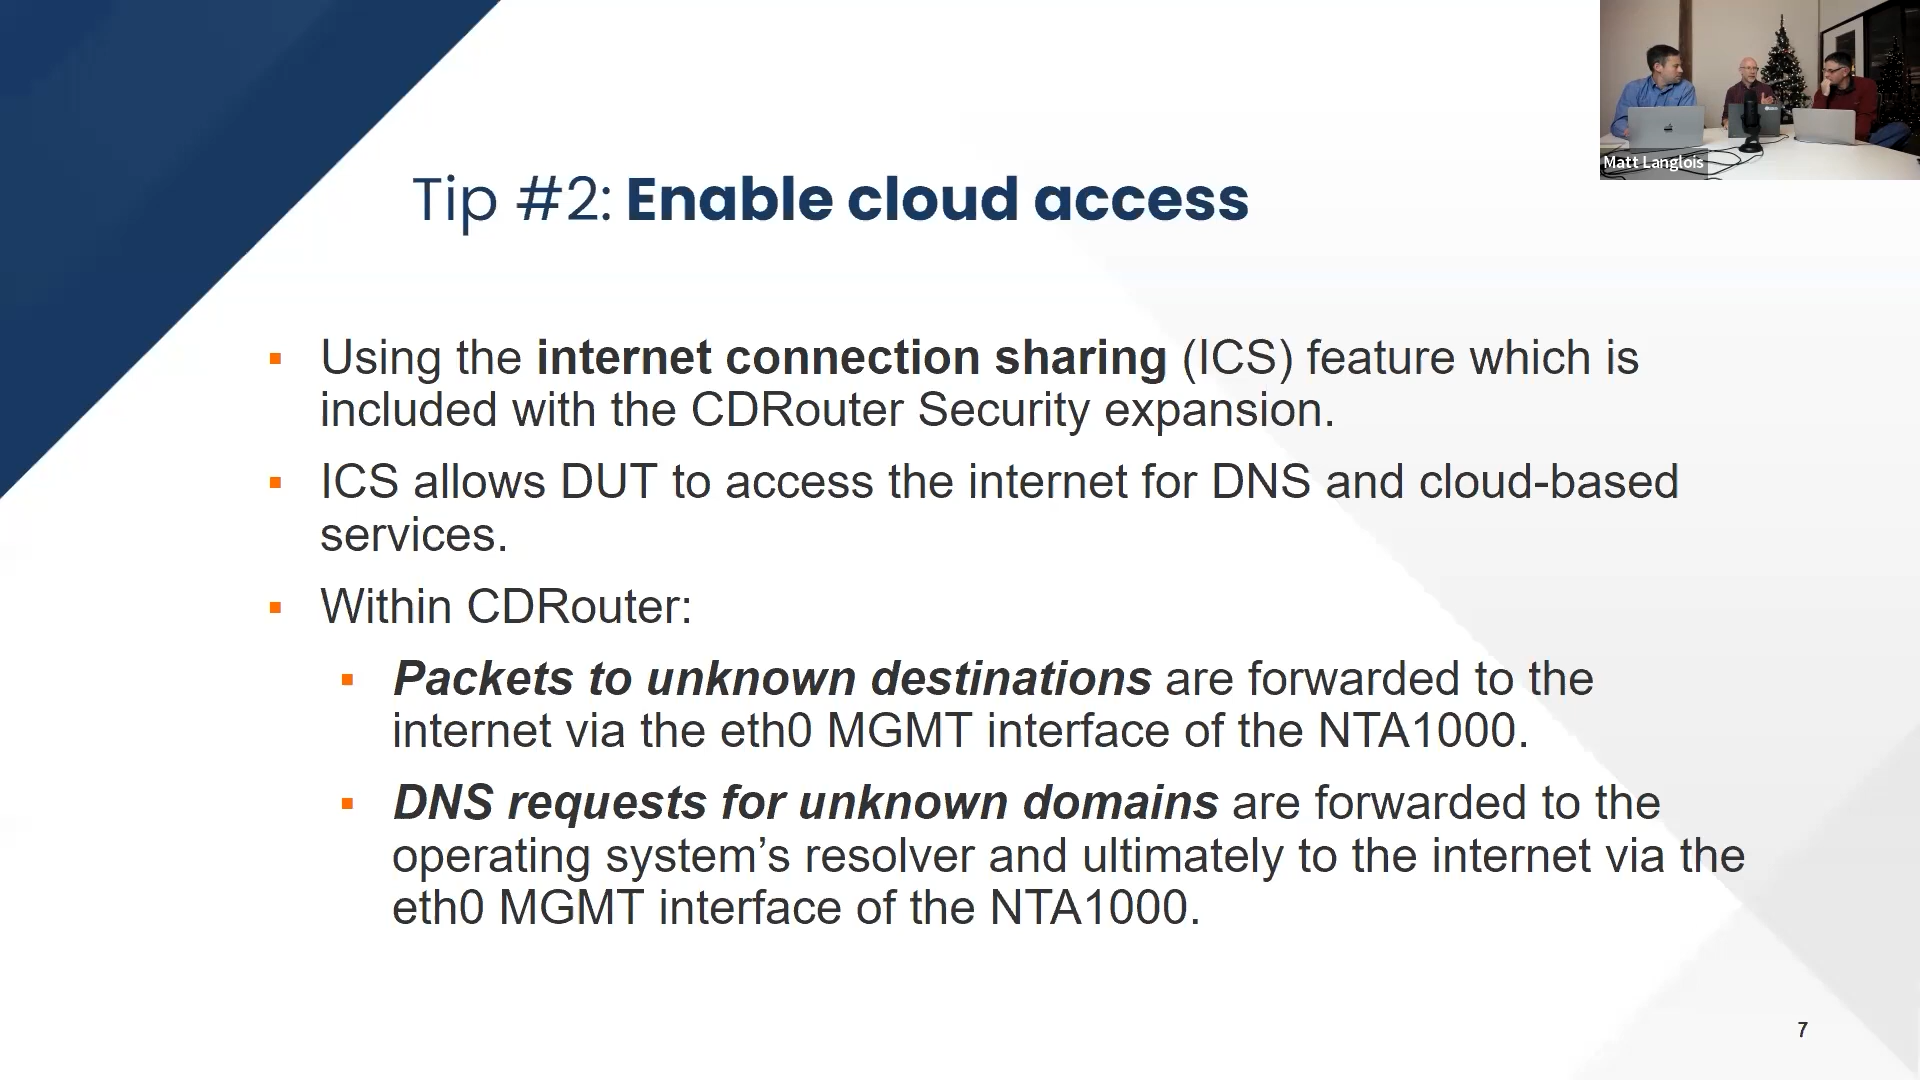 Matt Langlois
Tip #2: Enable cloud access
▪ Using the internet connection sharing (ICS) feature which is
included with the CDRouter Security expansion.
▪ ICS allows DUT to access the internet for DNS and cloud-based
services.
▪ Within CDRouter:
▪ Packets to unknown destinations are forwarded to the
internet via the eth0 MGMT interface of the NTA1000.
▪ DNS requests for unknown domains are forwarded to the
operating system’s resolver and ultimately to the internet via the
eth0 MGMT interface of the NTA1000.
7